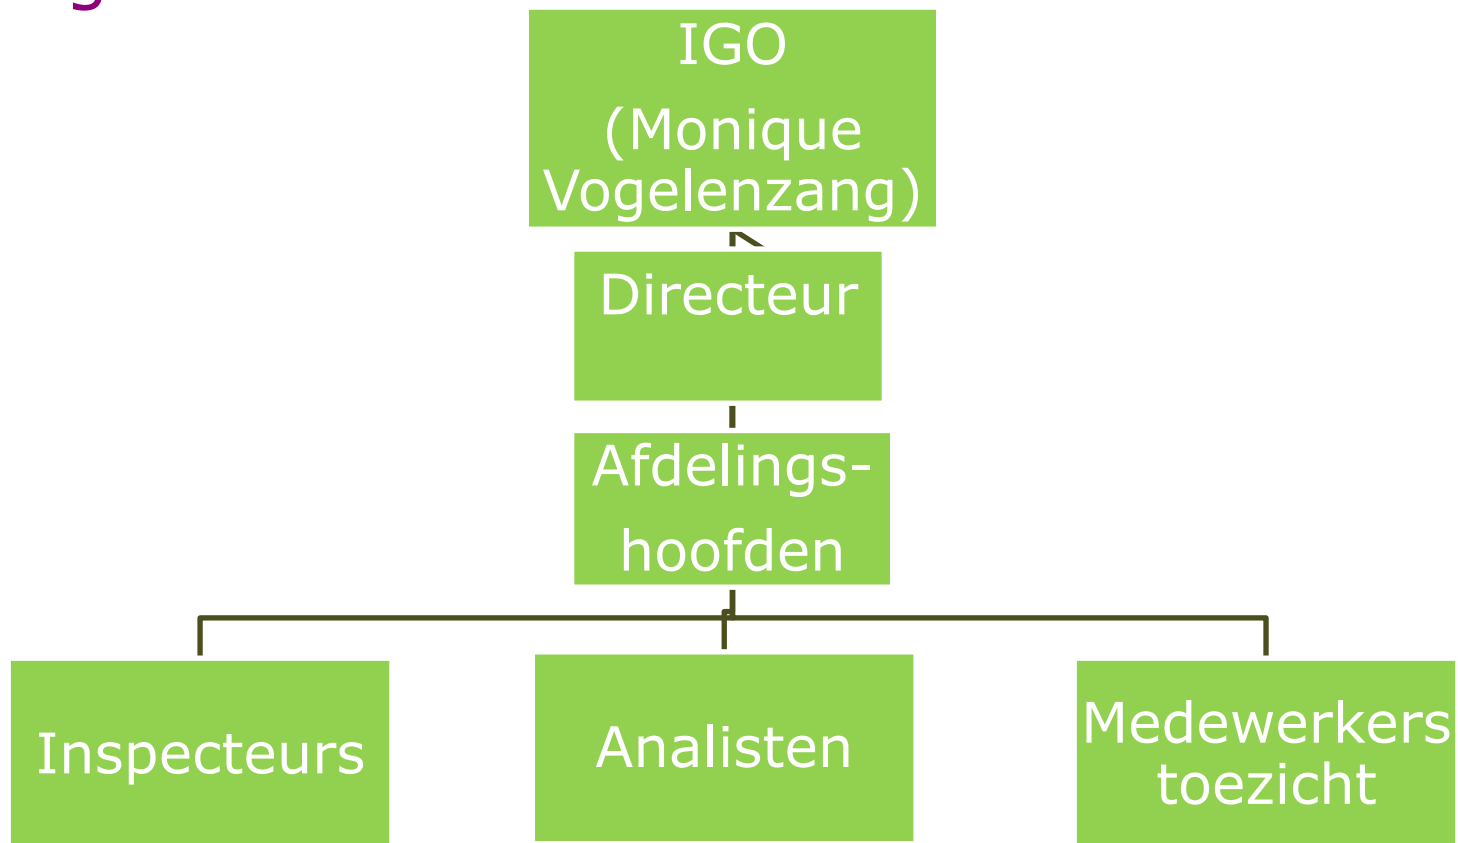 IGO
(Monique
Vogelenzang)
Directeur
Afdelings-
hoofden
Inspecteurs
Analisten
Medewerkers
toezicht